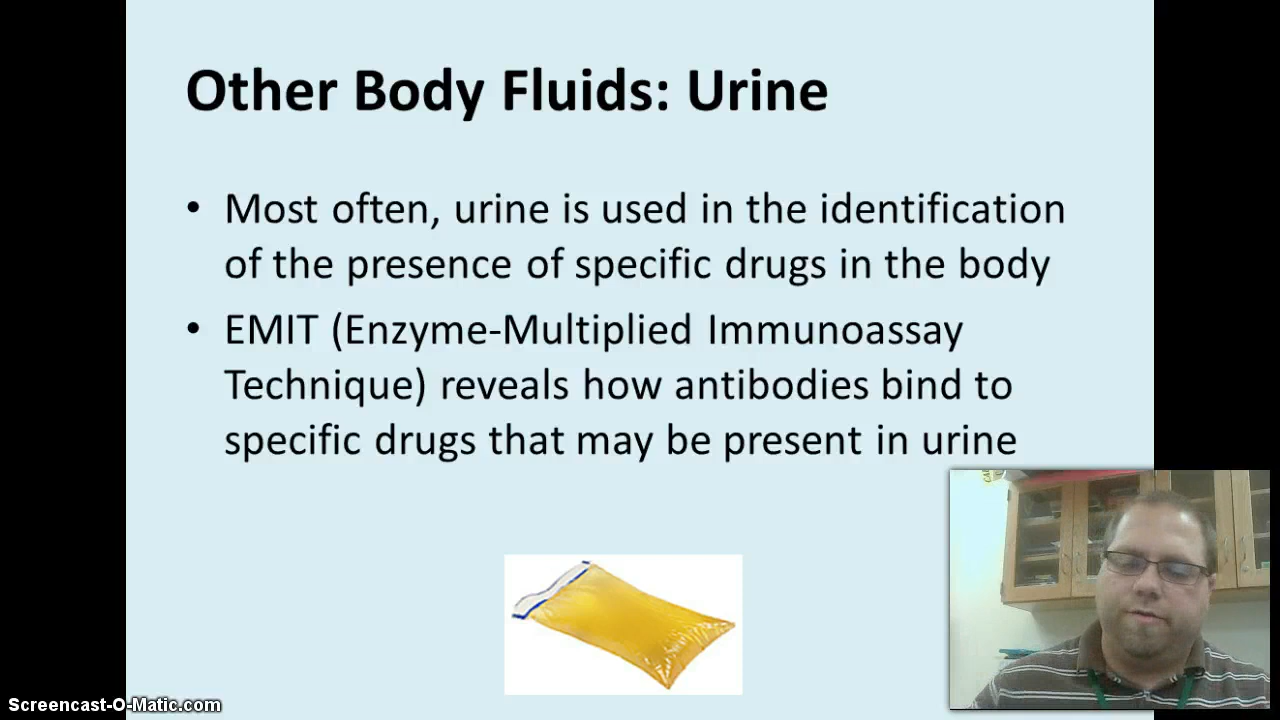 Other Body Fluids: Urine
• Most often, urine is used in the identification
of the presence of specific drugs in the body
• EMIT (Enzyme-Multiplied Immunoassay
Technique) reveals how antibodies bind to
specific drugs that may be present in urine
Screencast-O-Matic.com